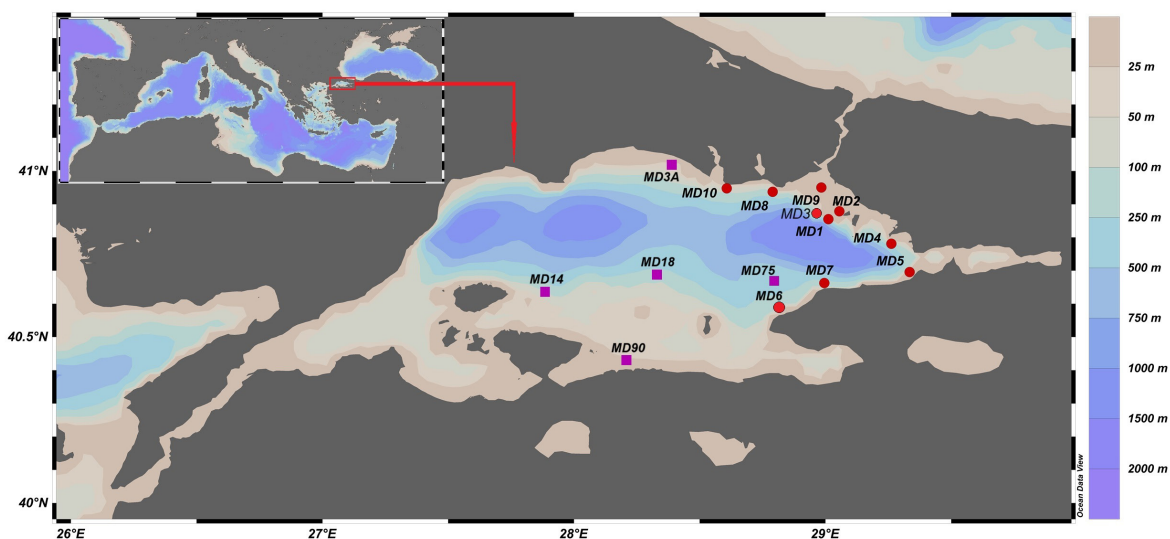 25 m
50 m
41°N
MD3A
100 m
MD10
MD8
MD9
MD2
MD3
MD1
250 m
MD4
MD5
MD18
MD75
MD7
500 m
MD14
MD6
750 m
40.5°N
MD90
1000 m
1500 m
2000 m
Ocean Data View
40°N
26°E
27°E
28°E
29°E